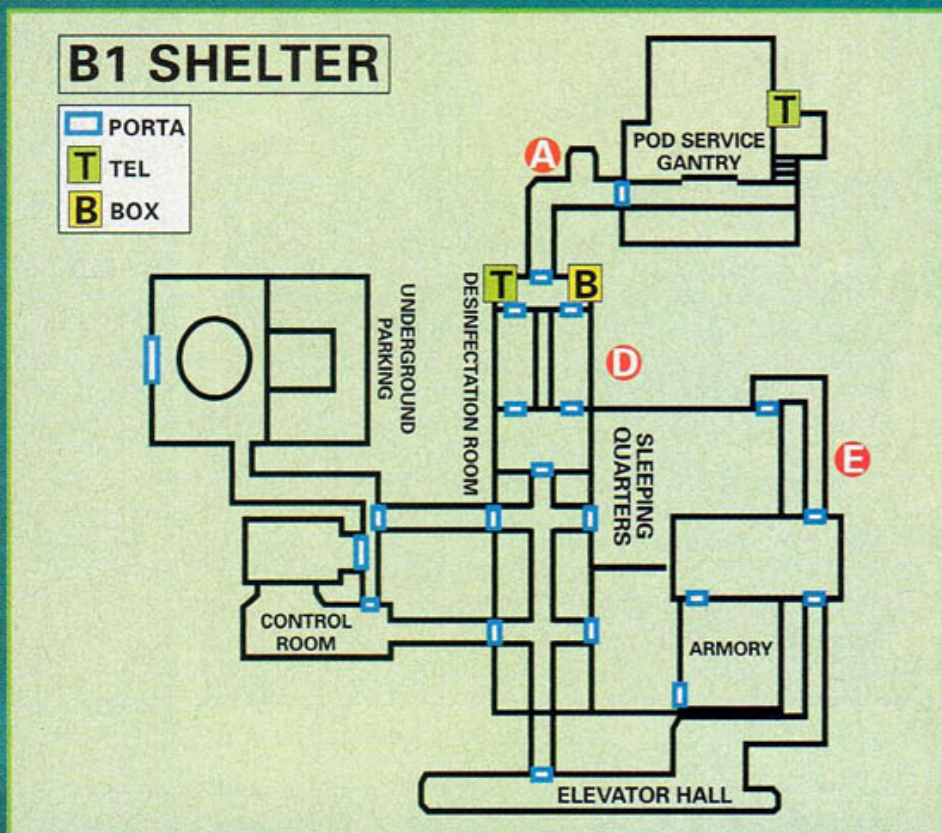 B1 SHELTER
PORTA
T TEL
B BOX
A
T
POD SERVICE
GANTRY
T
B
UNDERGROUND
PARKING
DESINFECTATION ROOM
D
SLEEPING
QUARTERS
E
CONTROL
ROOM
ARMORY
ELEVATOR HALL